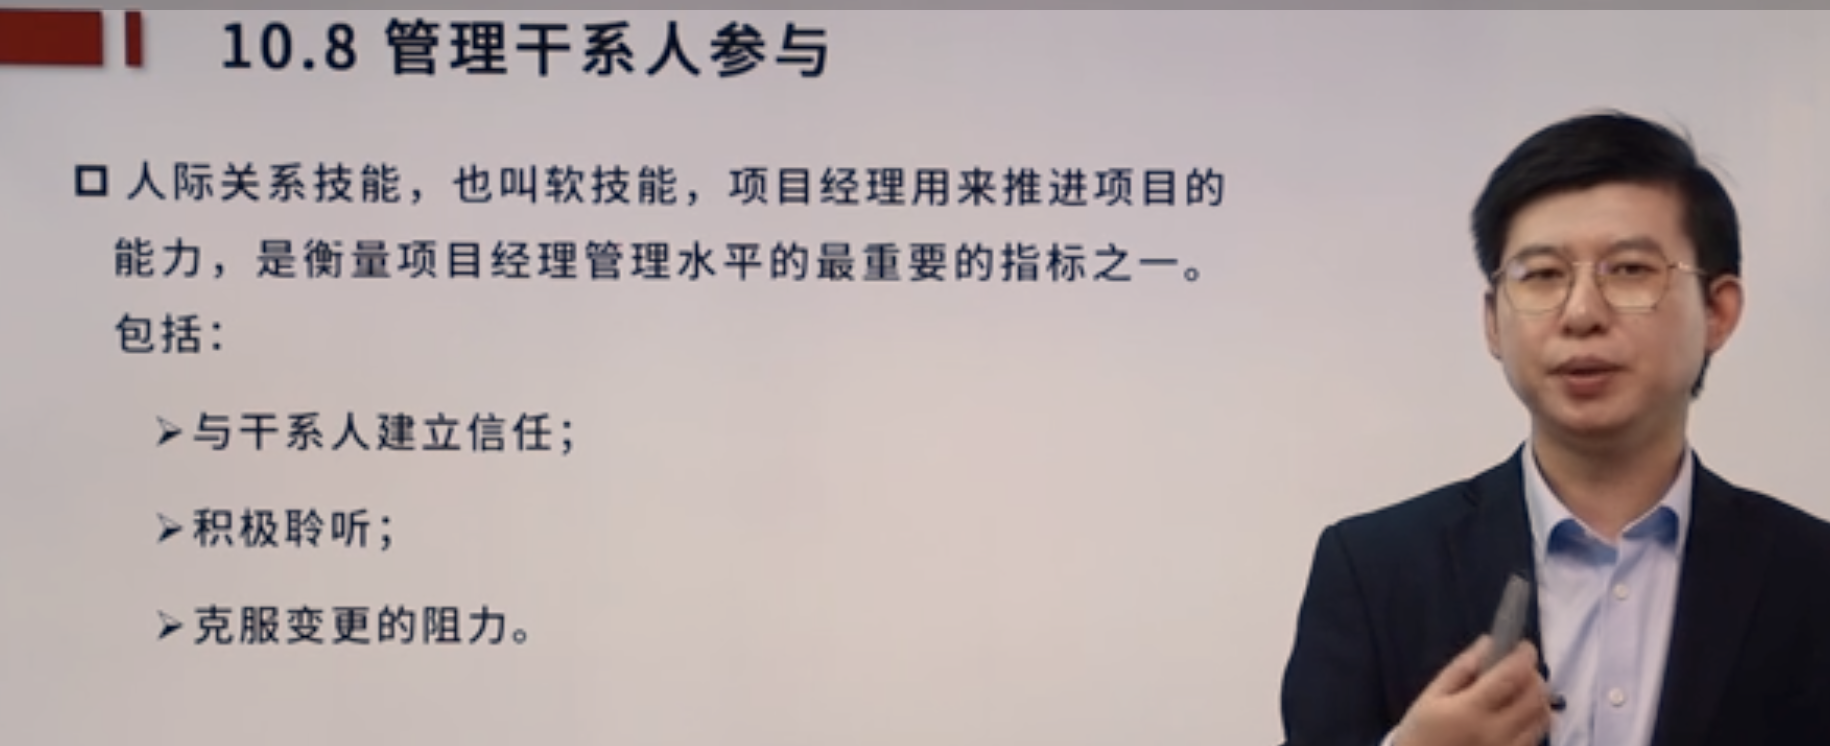 10.8 管理干系人参与
人际关系技能，也叫软技能，项目经理用来推进项目的
能力，是衡量项目经理管理水平的最重要的指标之一。
包括：
与干系人建立信任；
积极聆听；
克服变更的阻力。